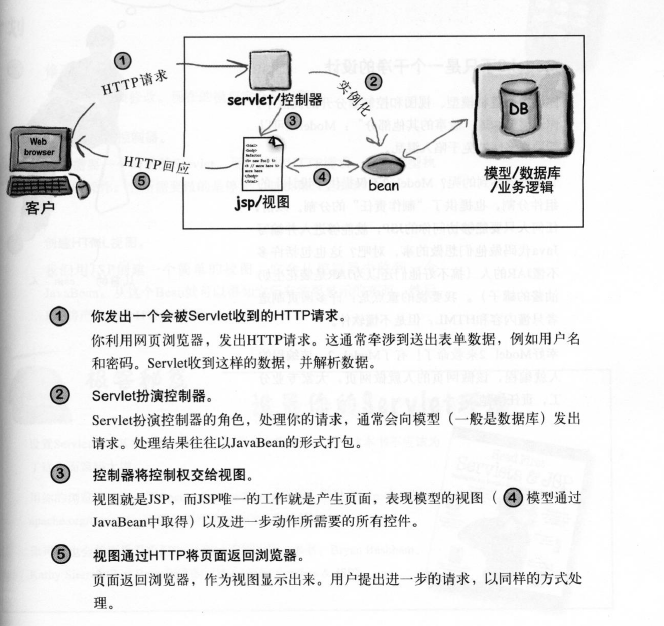 ①
HTTP请求
servlet/控制器
②
实例化
③
DB
Web
browser
HTTP回应
⑤
④
客户
jsp/视图
bean
模型/数据库
/业务逻辑
① 你发出一个会被Servlet收到的HTTP请求。
你利用网页浏览器，发出HTTP请求。这通常牵涉到送出表单数据，例如用户名
和密码。Servlet收到这样的数据，并解析数据。
② Servlet扮演控制器。
Servlet扮演控制器的角色，处理你的请求，通常会向模型（一般是数据库）发出
请求。处理结果往往以JavaBean的形式打包。
③ 控制器将控制权交给视图。
视图就是JSP，而JSP唯一的工作就是产生页面，表现模型的视图（④模型通过
JavaBean中取得）以及进一步动作所需要的所有控件。
⑤ 视图通过HTTP将页面返回浏览器。
页面返回浏览器，作为视图显示出来。用户提出进一步的请求，以同样的方式处
理。